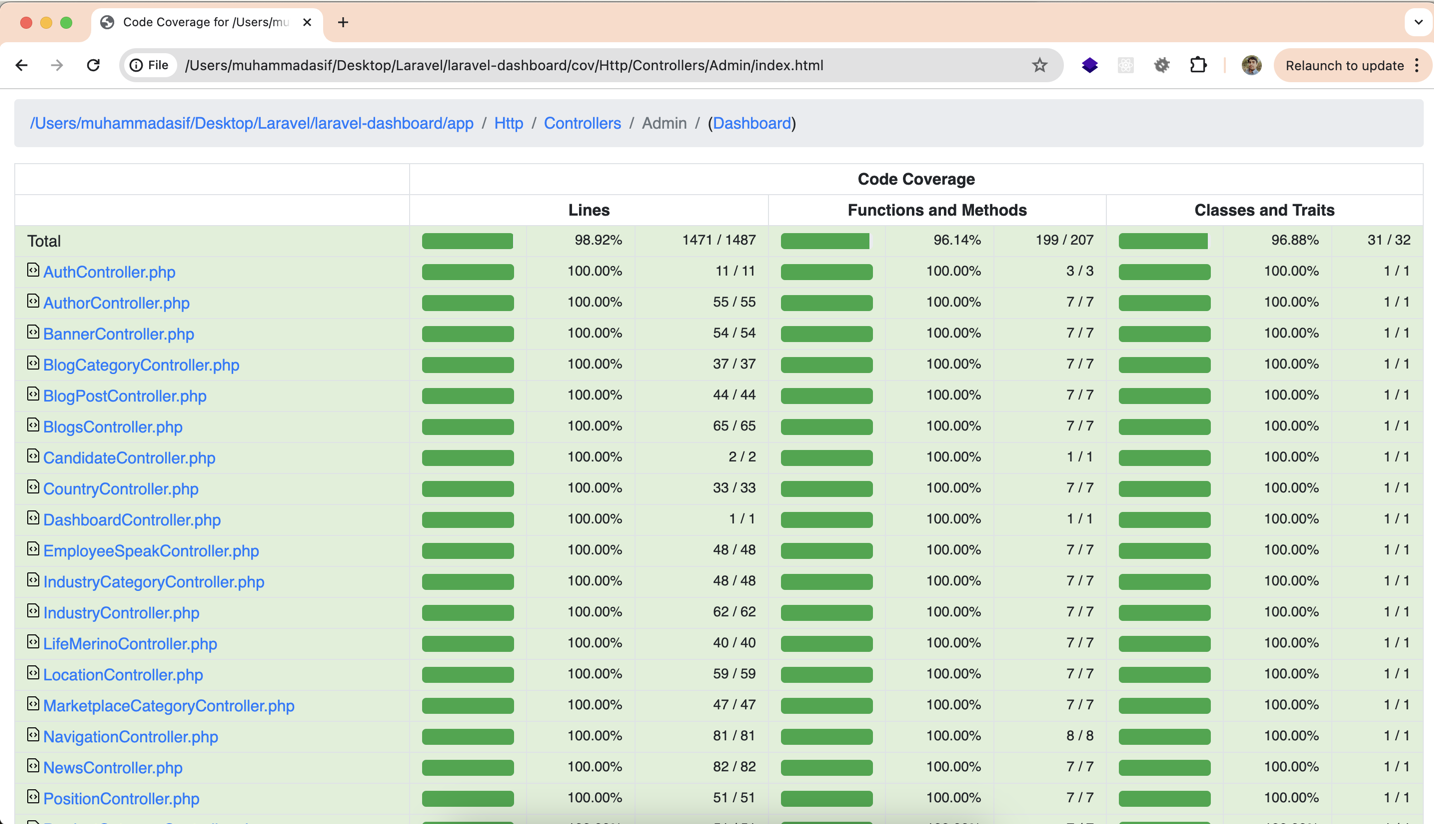 Code Coverage for /Users/mu
File /Users/muhammadasif/Desktop/Laravel/laravel-dashboard/cov/Http/Controllers/Admin/index.html Relaunch to update
/Users/muhammadasif/Desktop/Laravel/laravel-dashboard/app / Http / Controllers / Admin / (Dashboard)
Code Coverage
Lines Functions and Methods Classes and Traits
Total 98.92% 1471 / 1487 96.14% 199 / 207 96.88% 31 / 32
AuthController.php 100.00% 11 / 11 100.00% 3 / 3 100.00% 1 / 1
AuthorController.php 100.00% 55 / 55 100.00% 7 / 7 100.00% 1 / 1
BannerController.php 100.00% 54 / 54 100.00% 7 / 7 100.00% 1 / 1
BlogCategoryController.php 100.00% 37 / 37 100.00% 7 / 7 100.00% 1 / 1
BlogPostController.php 100.00% 44 / 44 100.00% 7 / 7 100.00% 1 / 1
BlogsController.php 100.00% 65 / 65 100.00% 7 / 7 100.00% 1 / 1
CandidateController.php 100.00% 2 / 2 100.00% 1 / 1 100.00% 1 / 1
CountryController.php 100.00% 33 / 33 100.00% 7 / 7 100.00% 1 / 1
DashboardController.php 100.00% 1 / 1 100.00% 1 / 1 100.00% 1 / 1
EmployeeSpeakController.php 100.00% 48 / 48 100.00% 7 / 7 100.00% 1 / 1
IndustryCategoryController.php 100.00% 48 / 48 100.00% 7 / 7 100.00% 1 / 1
IndustryController.php 100.00% 62 / 62 100.00% 7 / 7 100.00% 1 / 1
LifeMerinoController.php 100.00% 40 / 40 100.00% 7 / 7 100.00% 1 / 1
LocationController.php 100.00% 59 / 59 100.00% 7 / 7 100.00% 1 / 1
MarketplaceCategoryController.php 100.00% 47 / 47 100.00% 7 / 7 100.00% 1 / 1
NavigationController.php 100.00% 81 / 81 100.00% 8 / 8 100.00% 1 / 1
NewsController.php 100.00% 82 / 82 100.00% 7 / 7 100.00% 1 / 1
PositionController.php 100.00% 51 / 51 100.00% 7 / 7 100.00% 1 / 1